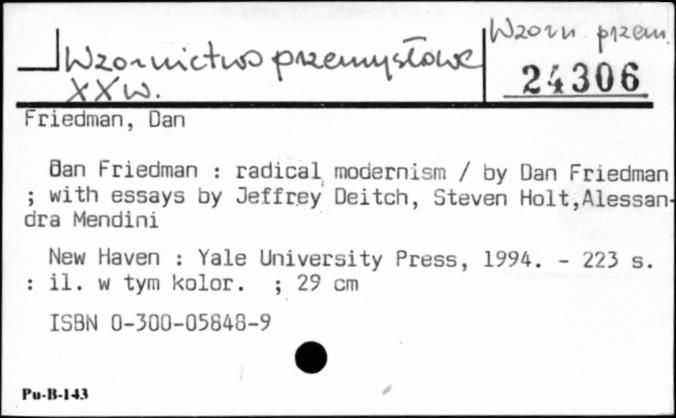 Wzornictwo przemysłowe
XX w.
Wzorn. przem.
24306
Friedman, Dan
Dan Friedman : radical modernism / by Dan Friedman
; with essays by Jeffrey Deitch, Steven Holt,Alessan-
dra Mendini
New Haven : Yale University Press, 1994. - 223 s.
: il. w tym kolor.  ; 29 cm
ISBN 0-300-05848-9
Pu-B-143